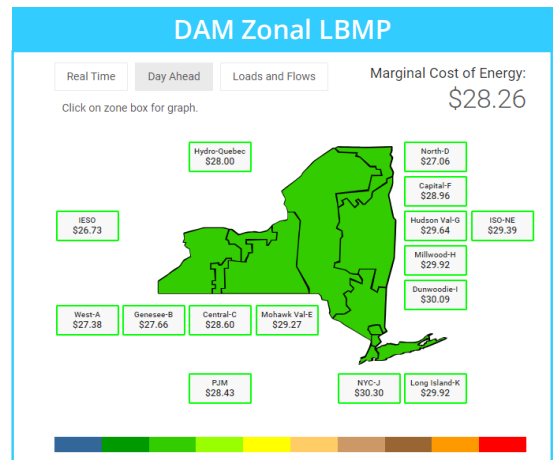 DAM Zonal LBMP
Real Time
Day Ahead
Loads and Flows
Marginal Cost of Energy:
$28.26
Click on zone box for graph.
Hydro-Quebec
$28.00
North-D
$27.06
Capital-F
$28.96
IESO
$26.73
Hudson Val-G
$29.64
ISO-NE
$29.39
Millwood-H
$29.92
Dunwoodie-I
$30.09
West-A
$27.38
Genesee-B
$27.66
Central-C
$28.60
Mohawk Val-E
$29.27
PJM
$28.43
NYC-J
$30.30
Long Island-K
$29.92